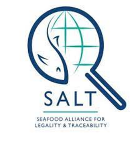 SALT
SEAFOOD ALLIANCE FOR
LEGALITY & TRACEABILITY